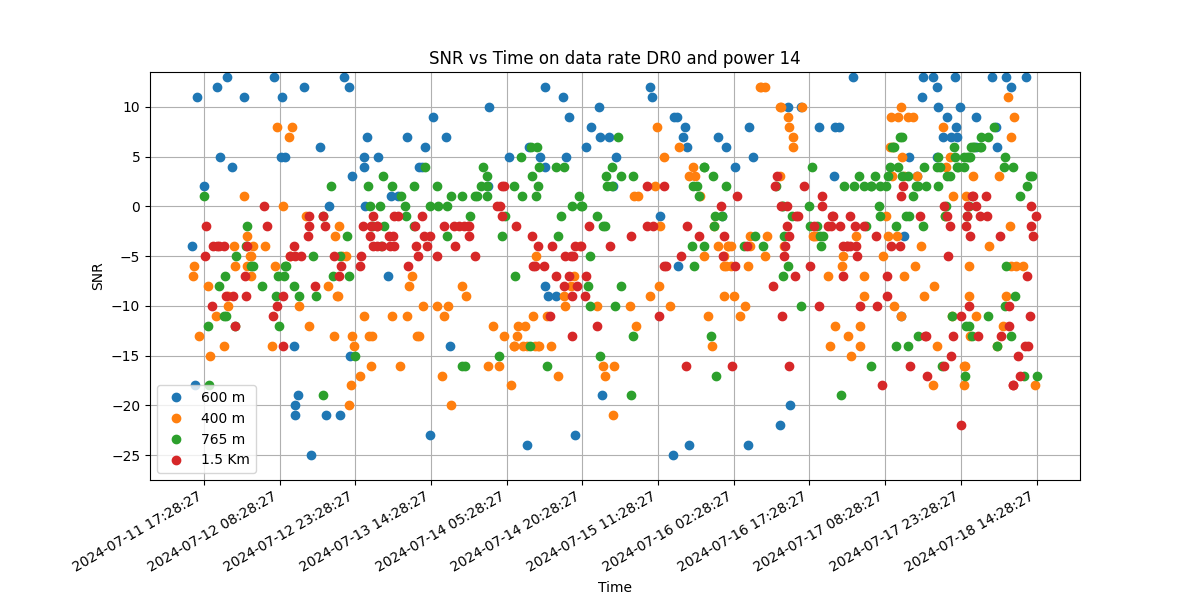 SNR vs Time on data rate DR0 and power 14
SNR
10
5
0
−5
−10
−15
−20
−25
600 m
400 m
765 m
1.5 Km
2024-07-11 17:28:27
2024-07-12 08:28:27
2024-07-12 23:28:27
2024-07-13 14:28:27
2024-07-14 05:28:27
2024-07-14 20:28:27
2024-07-15 11:28:27
2024-07-16 02:28:27
2024-07-16 17:28:27
2024-07-17 08:28:27
2024-07-17 23:28:27
2024-07-18 14:28:27
Time